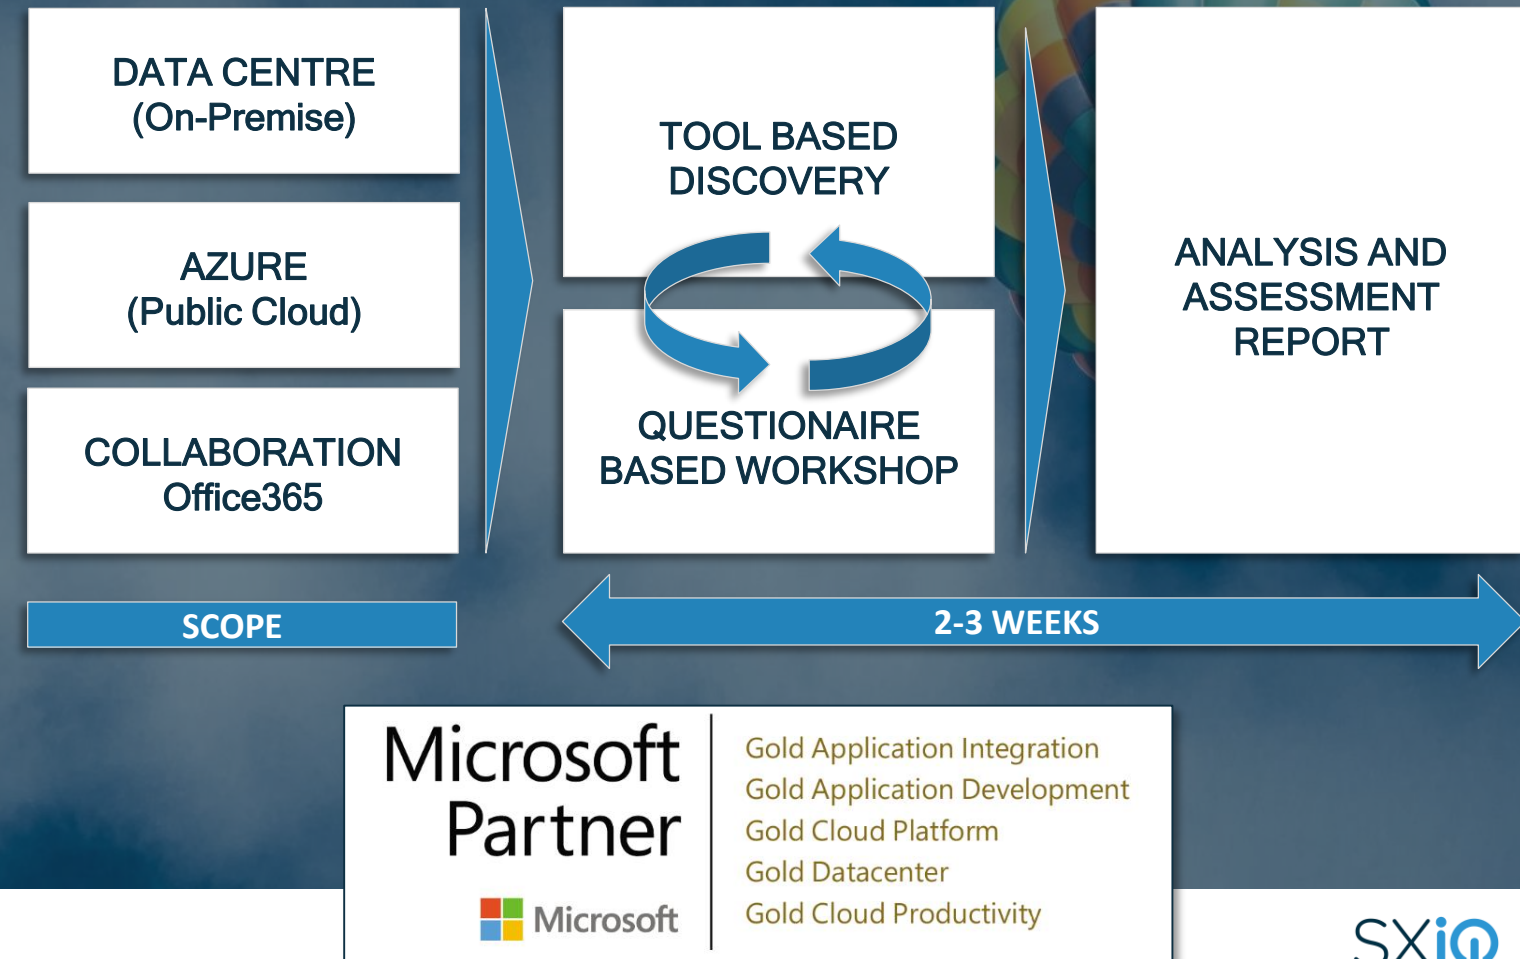 DATA CENTRE
(On-Premise)
AZURE
(Public Cloud)
COLLABORATION
Office365
TOOL BASED
DISCOVERY
QUESTIONAIRE
BASED WORKSHOP
ANALYSIS AND
ASSESSMENT
REPORT
SCOPE
2-3 WEEKS
Microsoft
Partner
Microsoft
Gold Application Integration
Gold Application Development
Gold Cloud Platform
Gold Datacenter
Gold Cloud Productivity
SXiQ